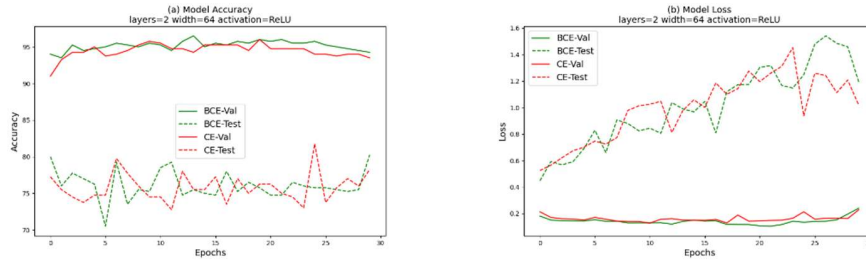 (a) Model Accuracy
layers=2 width=64 activation=ReLU
95
90
85
80
75
70
Accuracy
BCE-Val
BCE-Test
CE-Val
CE-Test
0
5
10
15
20
25
30
Epochs
(b) Model Loss
layers=2 width=64 activation=ReLU
1.6
1.4
1.2
1.0
0.8
0.6
0.4
0.2
Loss
BCE-Val
BCE-Test
CE-Val
CE-Test
0
5
10
15
20
25
Epochs